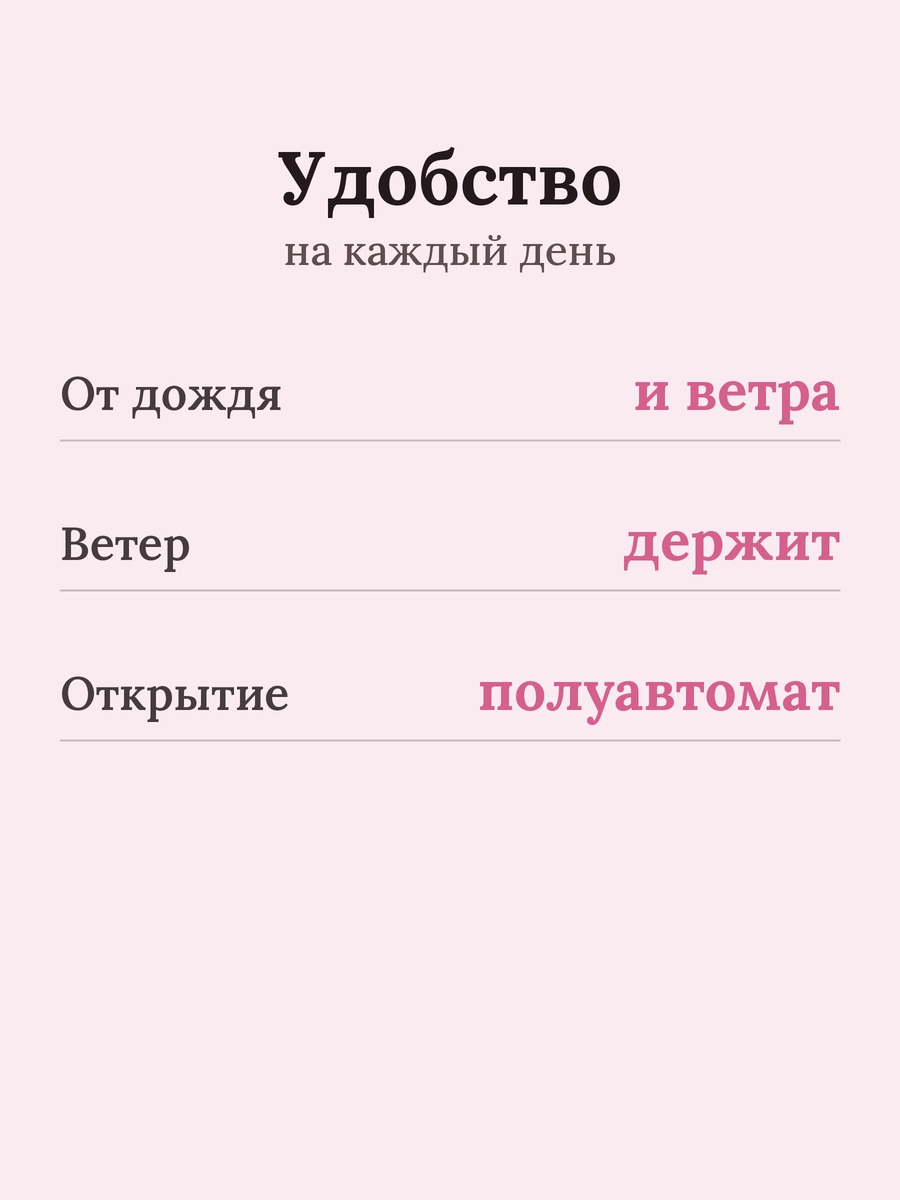 Удобство
на каждый день
От дождя и ветра
Ветер держит
Открытие полуавтомат